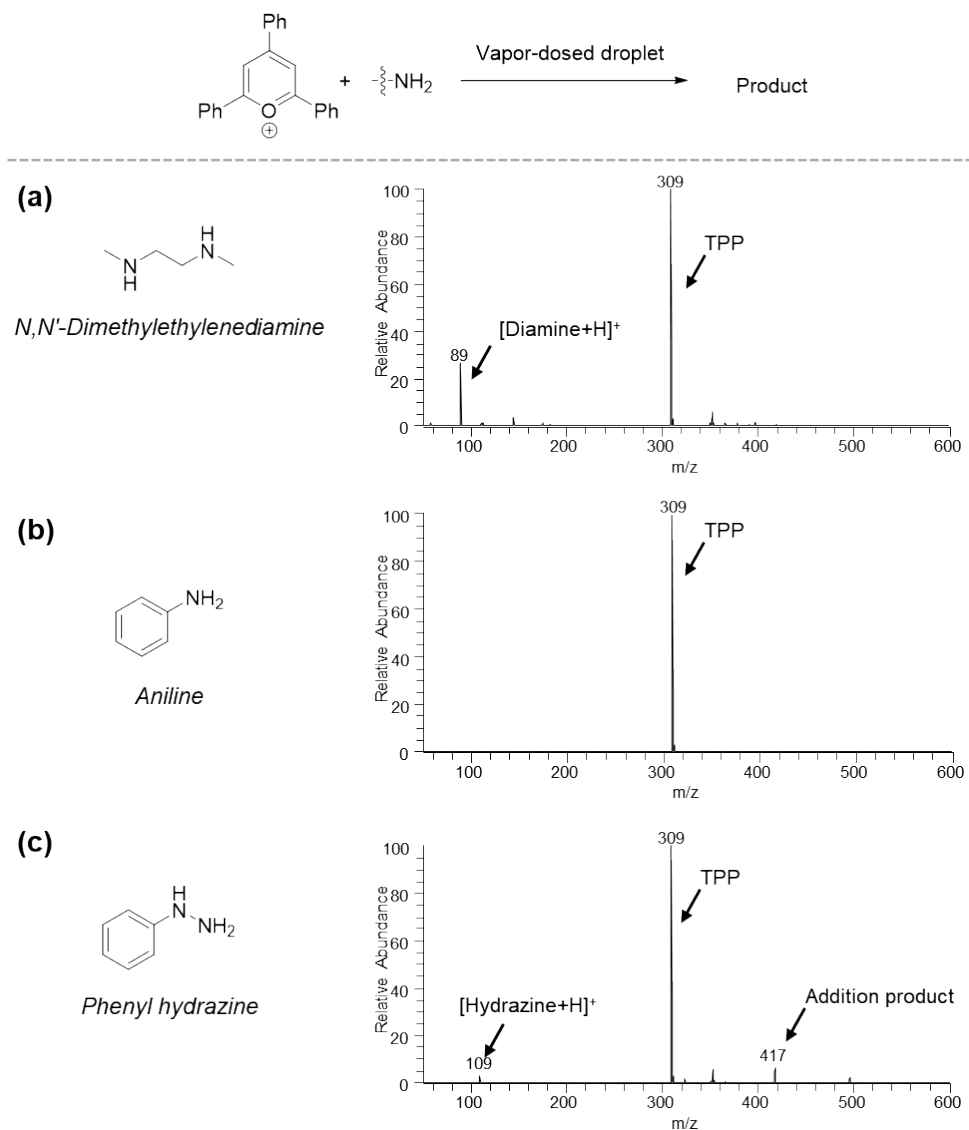 Ph
Vapor-dosed droplet
+
NH2
Product
Ph
O
Ph
+
(a)
100
309
80
TPP
H
N
60
N
H
Relative Abundance
40
[Diamine+H]+
N,N'-Dimethylethylenediamine
89
20
0
100 200 300 400 500 600
m/z
(b)
100
309
TPP
80
NH2
60
Relative Abundance
40
Aniline
20
0
100 200 300 400 500 600
m/z
(c)
100
309
TPP
80
H
N
NH2
60
Relative Abundance
40
Phenyl hydrazine
[Hydrazine+H]+
Addition product
20
109
417
0
100 200 300 400 500 600
m/z